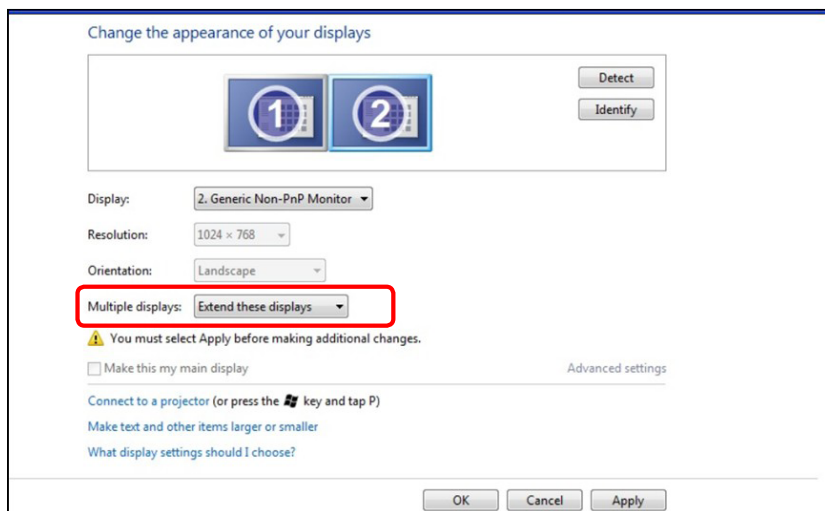 Change the appearance of your displays
1 2
Detect
Identify
Display: 2. Generic Non-PnP Monitor
Resolution: 1024 × 768
Orientation: Landscape
Multiple displays: Extend these displays
You must select Apply before making additional changes.
Make this my main display Advanced settings
Connect to a projector (or press the key and tap P)
Make text and other items larger or smaller
What display settings should I choose?
OK Cancel Apply